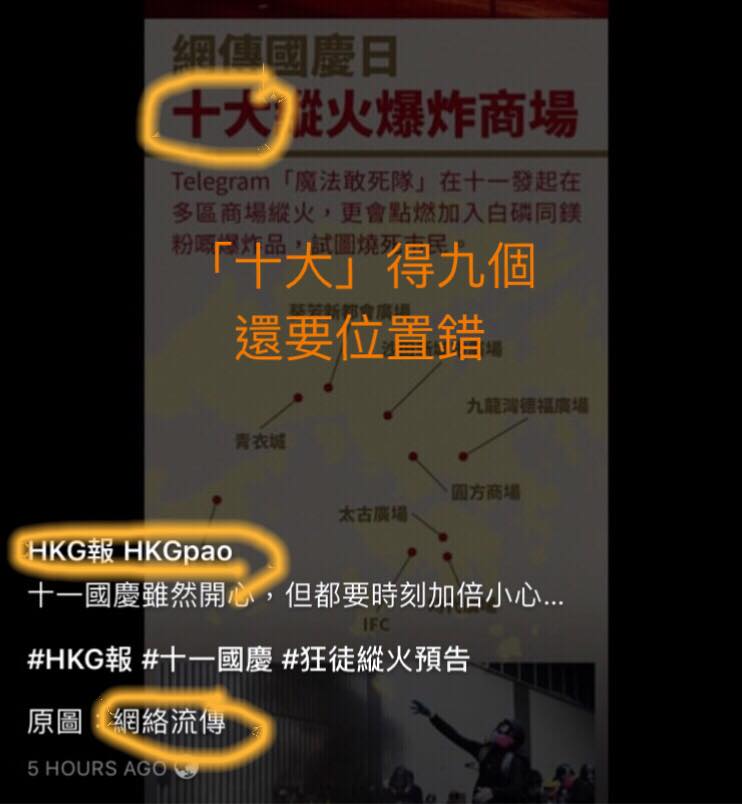 網傳國慶日
十大縱火爆炸商場
Telegram「魔法敢死隊」在十一發起在
多區商場縱火，更會點燃加入白磷同鎂
粉嘅爆炸品，試圖燒死市民。
「十大」得九個
還要位置錯
葵芳新都會廣場
九龍灣德福廣場
青衣城
圓方商場
太古廣場
IFC
HKG報 HKGpao
十一國慶雖然開心，但都要時刻加倍小心...
#HKG報 #十一國慶 #狂徒縱火預告
原圖：網絡流傳
5 HOURS AGO